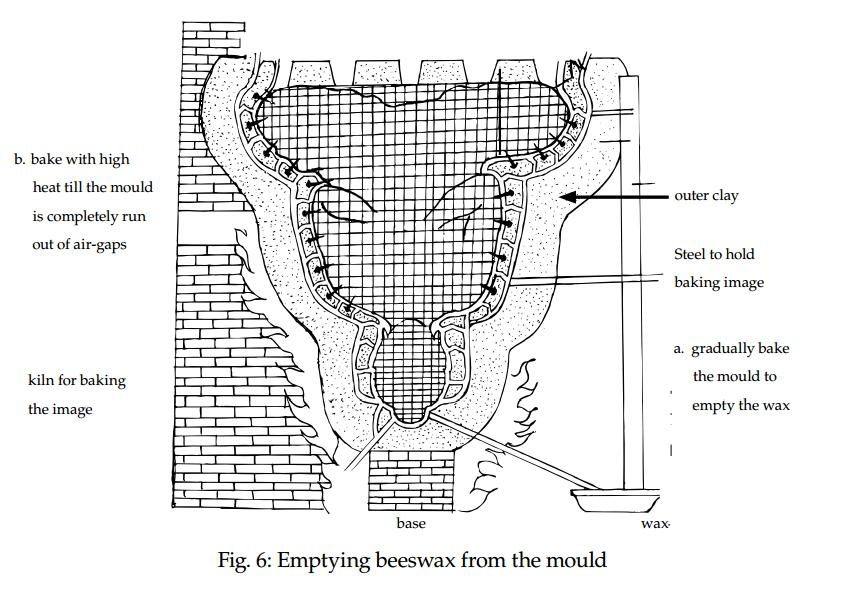 b. bake with high
heat till the mould
is completely run
out of air-gaps
kiln for baking
the image
outer clay
Steel to hold
baking image
a. gradually bake
the mould to
empty the wax
base
wax
Fig. 6: Emptying beeswax from the mould